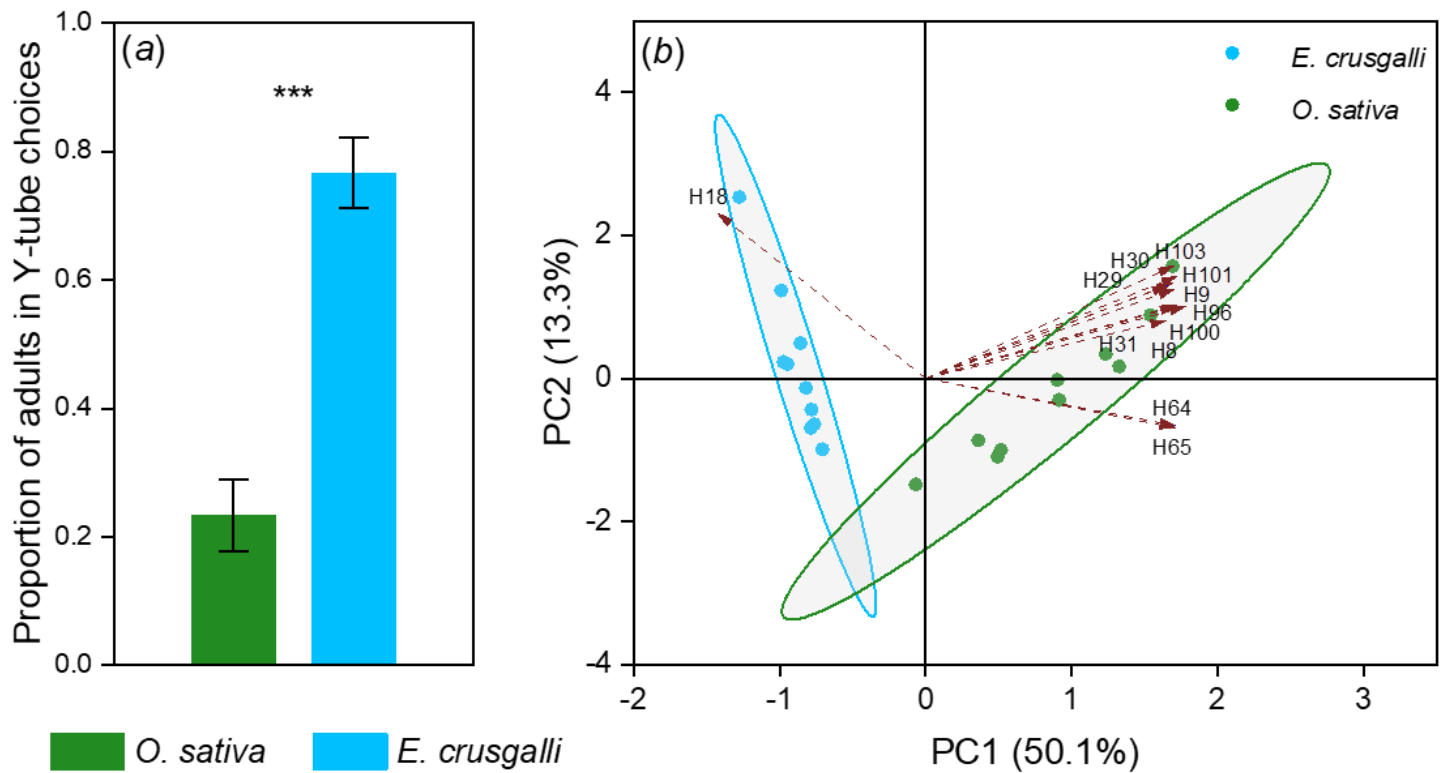 (a)
Proportion of adults in Y-tube choices
1.0
0.8
0.6
0.4
0.2
0.0
***
O. sativa
E. crusgalli
(b)
E. crusgalli
O. sativa
PC2 (13.3%)
4
2
0
-2
-4
H18
H103
H30
H101
H29
H9
H96
H100
H31
H8
H64
H65
-2
-1
0
1
2
3
PC1 (50.1%)